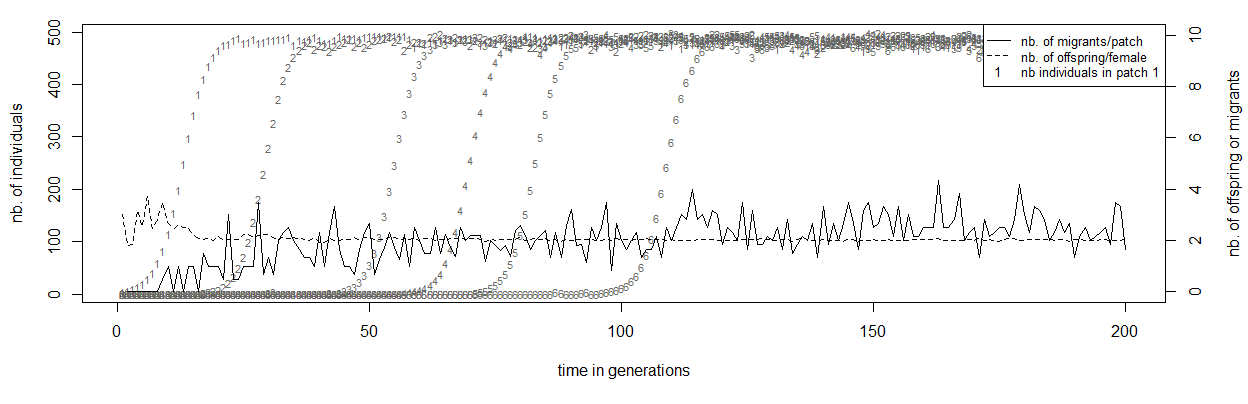 500
400
300
200
100
0
nb. of individuals
10
8
6
4
2
0
nb. of offspring or migrants
nb. of migrants/patch
nb. of offspring/female
1 nb individuals in patch 1
0 50 100 150 200
time in generations